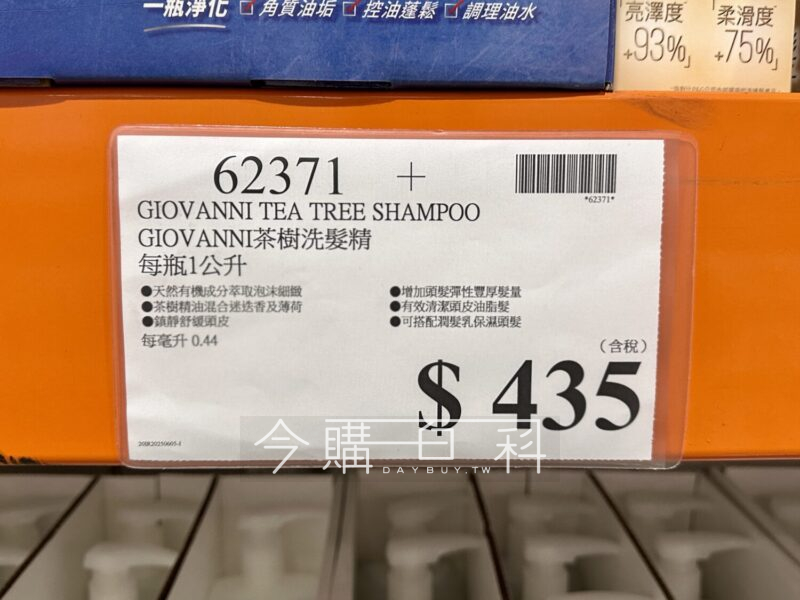 一瓶淨化 ☑角質油垢 ☑控油蓬鬆 ☑調理油水
亮澤度 柔滑度
+93%」 +75%」
62371 +
*62371*
GIOVANNI TEA TREE SHAMPOO
GIOVANNI茶樹洗髮精
每瓶1公升
●天然有機成分萃取泡沫細緻
●茶樹精油混合迷迭香及薄荷
●鎮靜舒緩頭皮
●增加頭髮彈性豐厚髮量
●有效清潔頭皮油脂髮
●可搭配潤髮乳保濕頭髮
每毫升 0.44
(含稅)
$ 435
今購百科
DAYBUY.TW